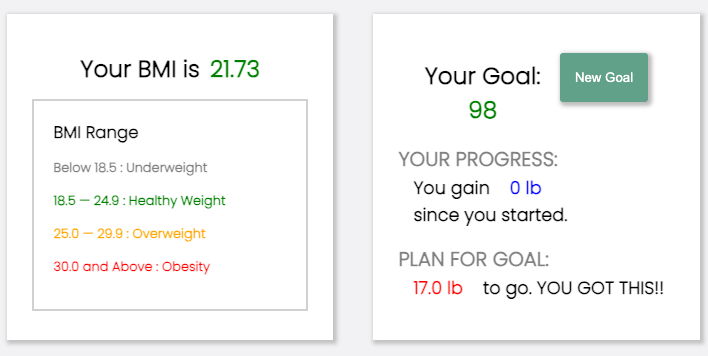 Your BMI is 21.73
BMI Range
Below 18.5 : Underweight
18.5 — 24.9 : Healthy Weight
25.0 — 29.9 : Overweight
30.0 and Above : Obesity
Your Goal:
98
New Goal
YOUR PROGRESS:
You gain 0 lb
since you started.
PLAN FOR GOAL:
17.0 lb to go. YOU GOT THIS!!